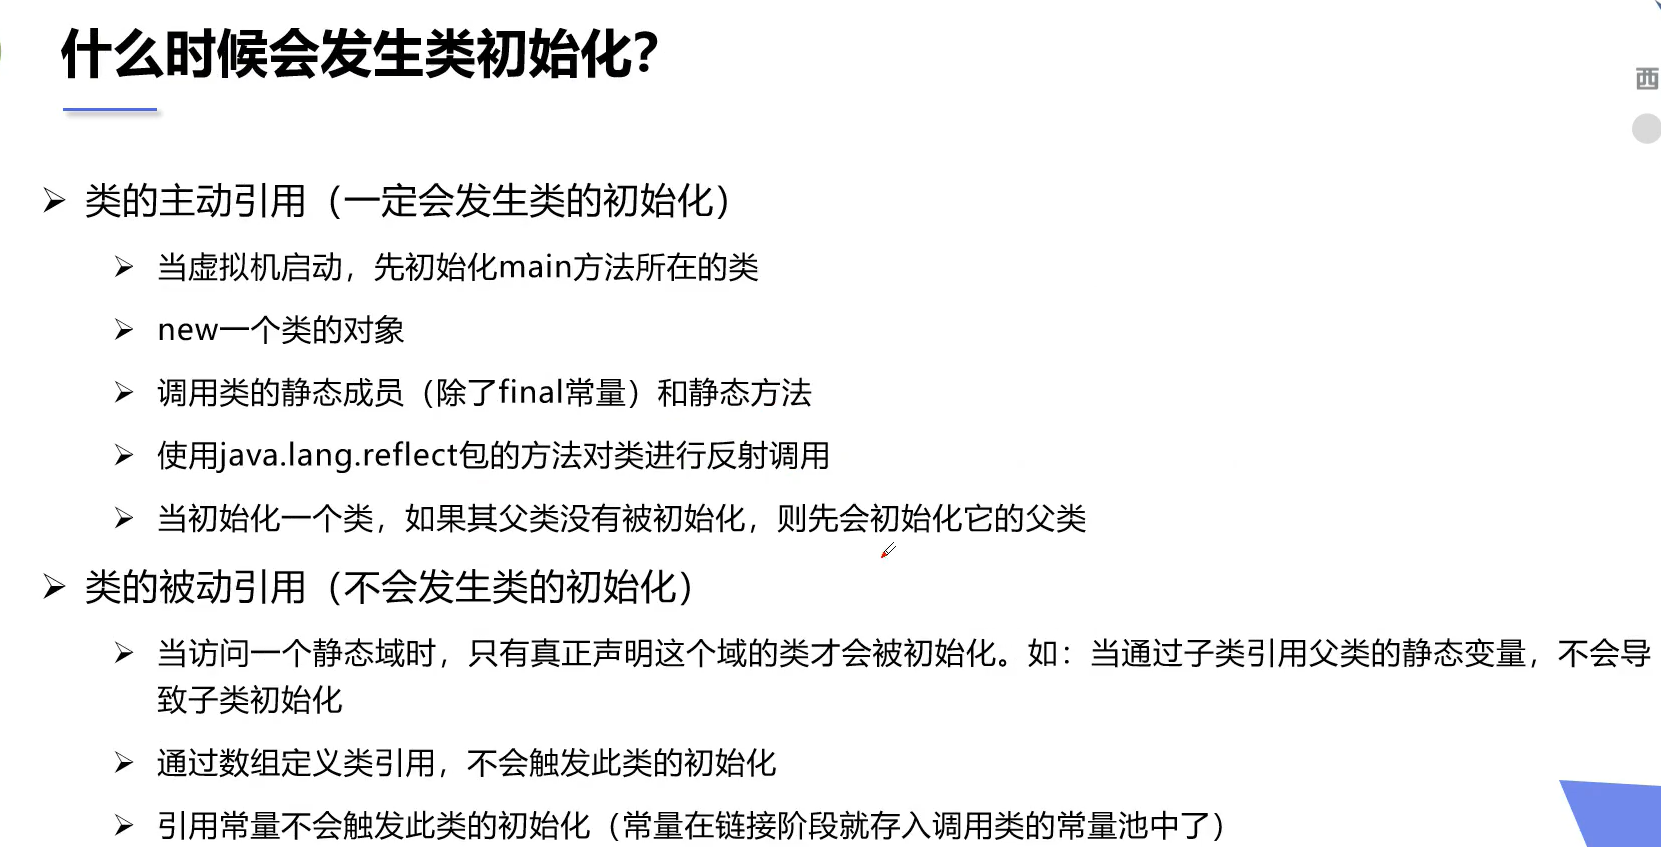 什么时候会发生类初始化？
西
类的主动引用（一定会发生类的初始化）
当虚拟机启动，先初始化main方法所在的类
new一个类的对象
调用类的静态成员（除了final常量）和静态方法
使用java.lang.reflect包的方法对类进行反射调用
当初始化一个类，如果其父类没有被初始化，则先会初始化它的父类
类的被动引用（不会发生类的初始化）
当访问一个静态域时，只有真正声明这个域的类才会被初始化。如：当通过子类引用父类的静态变量，不会导
致子类初始化
通过数组定义类引用，不会触发此类的初始化
引用常量不会触发此类的初始化（常量在链接阶段就存入调用类的常量池中了）